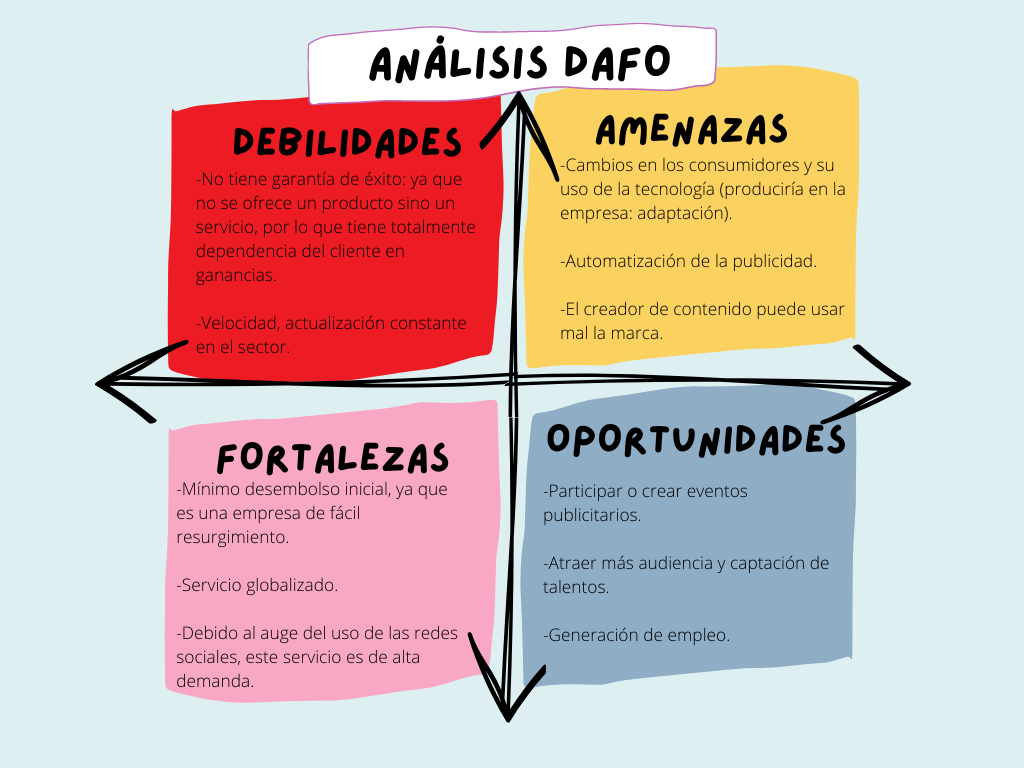 ANÁLISIS DAFO
DEBILIDADES
-No tiene garantía de éxito: ya que
no se ofrece un producto sino un
servicio, por lo que tiene totalmente
dependencia del cliente en
ganancias.
-Velocidad, actualización constante
en el sector.
AMENAZAS
-Cambios en los consumidores y su
uso de la tecnología (produciría en la
empresa: adaptación).
-Automatización de la publicidad.
-El creador de contenido puede usar
mal la marca.
FORTALEZAS
-Mínimo desembolso inicial, ya que
es una empresa de fácil
resurgimiento.
-Servicio globalizado.
-Debido al auge del uso de las redes
sociales, este servicio es de alta
demanda.
OPORTUNIDADES
-Participar o crear eventos
publicitarios.
-Atraer más audiencia y captación de
talentos.
-Generación de empleo.